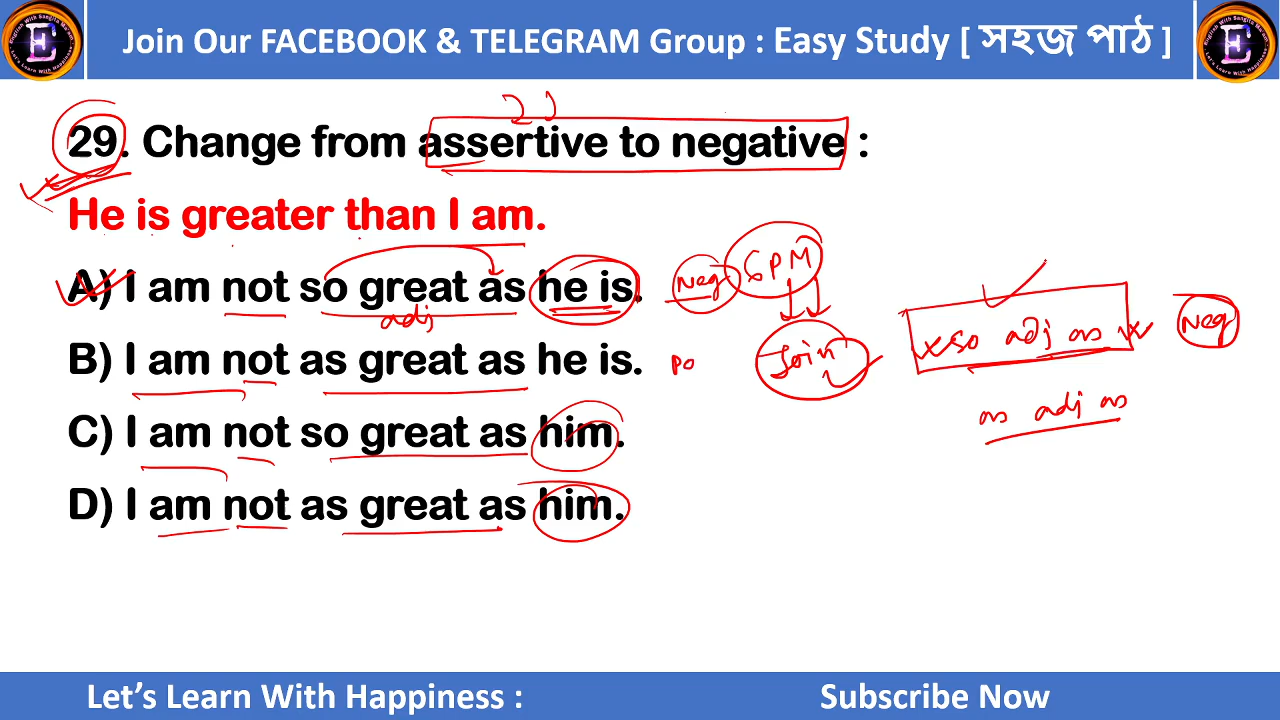 Join Our FACEBOOK & TELEGRAM Group : Easy Study [ সহজ পাঠ ]
29. Change from assertive to negative :
He is greater than I am.
A) I am not so great as he is.
Neg
adj
B) I am not as great as he is.
Po
Join
so adj as
Neg
as adj as
C) I am not so great as him.
D) I am not as great as him.
Let's Learn With Happiness :
Subscribe Now